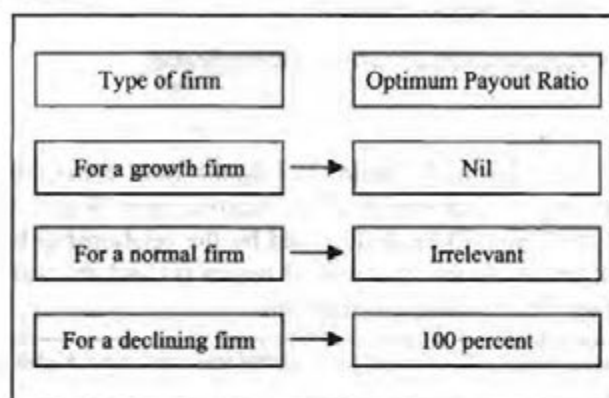 Type of firm
Optimum Payout Ratio
For a growth firm
Nil
For a normal firm
Irrelevant
For a declining firm
100 percent